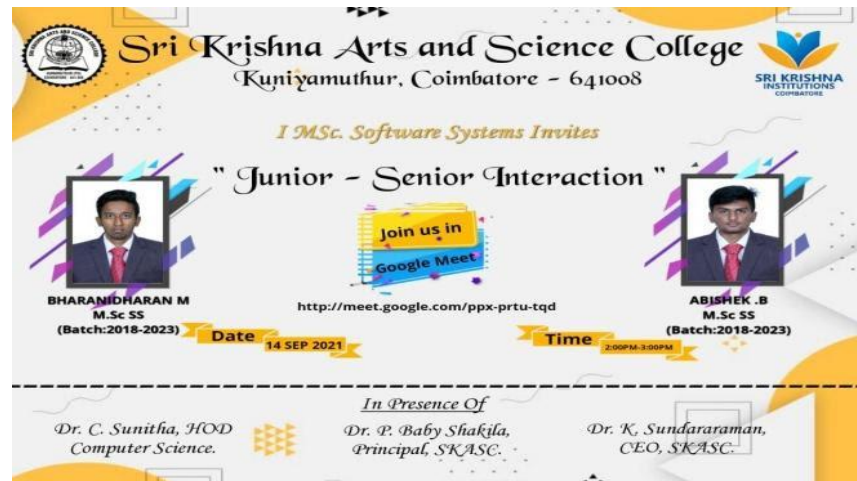 Sri Krishna Arts and Science College
Kuniyamuthur, Coimbatore - 641008
SRI KRISHNA
INSTITUTIONS
COIMBATORE
I MSc. Software Systems Invites
" Junior - Senior Interaction "
Join us in
Google Meet
http://meet.google.com/ppx-prtu-tqd
BHARANIDHARAN M
M.Sc SS
(Batch:2018-2023)
ABISHEK .B
M.Sc SS
(Batch:2018-2023)
Date
14 SEP 2021
Time
2:00PM-3:00PM
In Presence Of
Dr. C. Sunitha, HOD
Computer Science.
Dr. P. Baby Shakila,
Principal, SKASC.
Dr. K. Sundararaman,
CEO, SKASC.